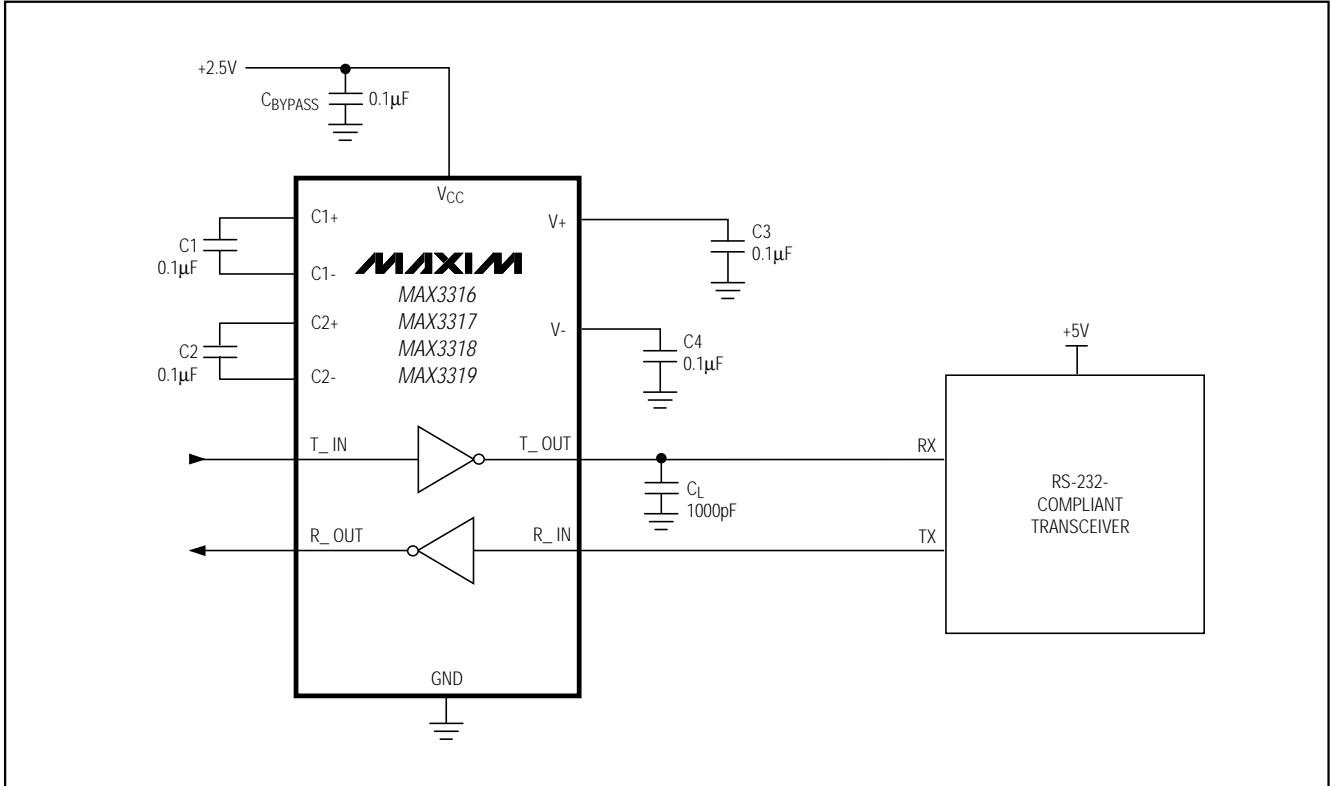 +2.5V
CBYPASS
0.1μF
VCC
C1+
V+
C1
0.1μF
C3
0.1μF
C1-
MAXIM
MAX3316
MAX3317
MAX3318
MAX3319
C2+
V-
C2
0.1μF
C4
0.1μF
C2-
+5V
T_ IN
T_ OUT
RX
CL
1000pF
RS-232-
COMPLIANT
TRANSCEIVER
R_ OUT
R_ IN
TX
GND